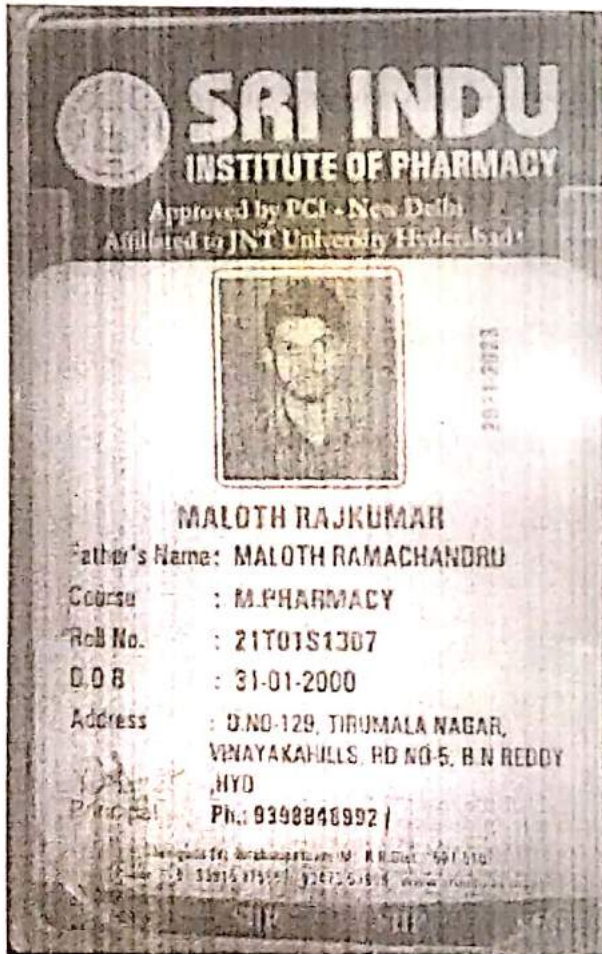 SRI INDU
INSTITUTE OF PHARMACY
Approved by PCI - New Delhi
Affiliated to JNT University Hyderabad
MALOTH RAJKUMAR
Father's Name: MALOTH RAMACHANDRU
Course : M.PHARMACY
Roll No. : 21T01S1307
D.O.B : 31-01-2000
Address : D.NO-129, TIRUMALA NAGAR,
VINAYAKAHILLS, RD NO-5, B.N REDDY
,HYD
Principal Ph.: 9398848992 /